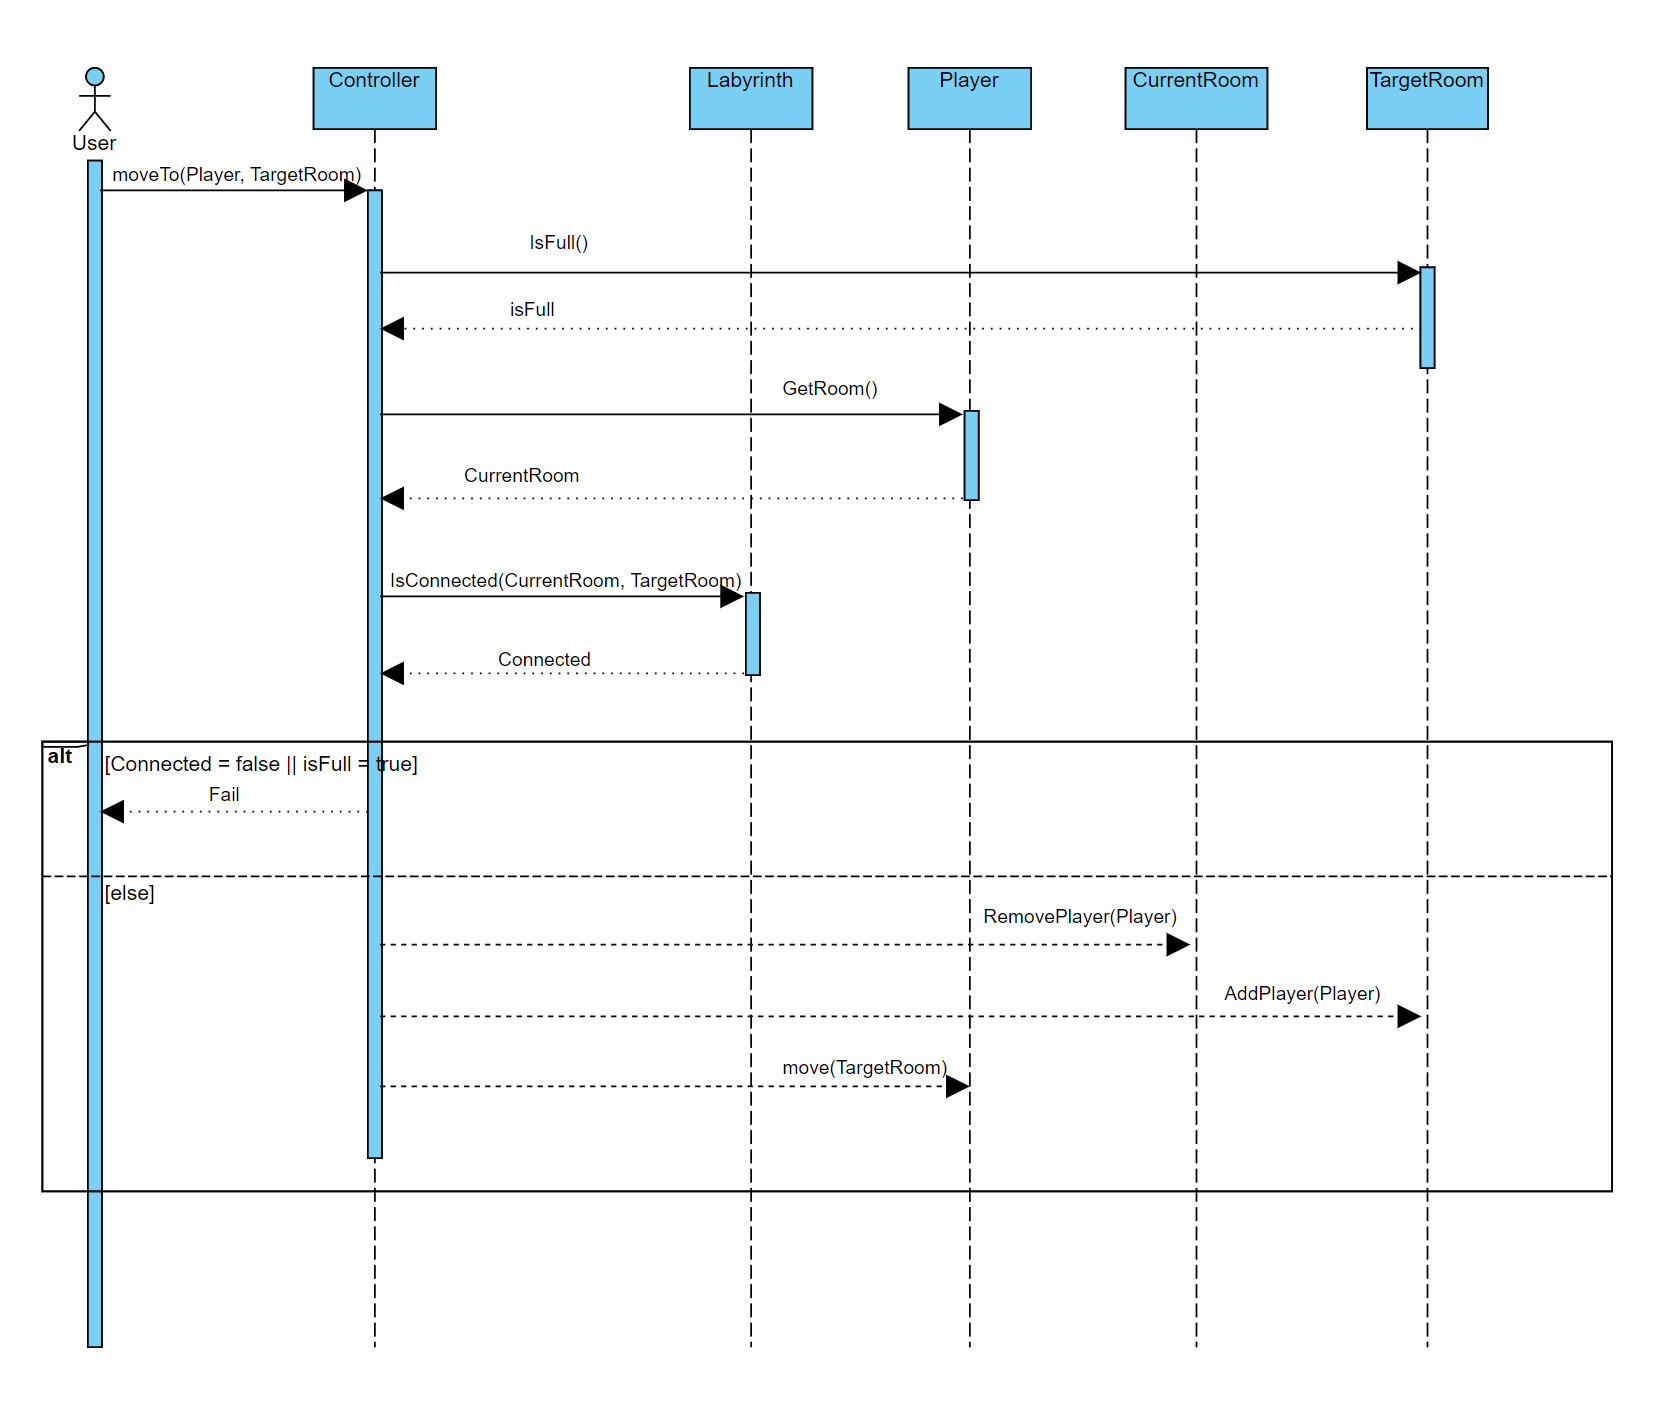 User
Controller
Labyrinth
Player
CurrentRoom
TargetRoom
moveTo(Player, TargetRoom)
IsFull()
isFull
GetRoom()
CurrentRoom
IsConnected(CurrentRoom, TargetRoom)
Connected
alt
[Connected = false || isFull = true]
Fail
[else]
RemovePlayer(Player)
AddPlayer(Player)
move(TargetRoom)